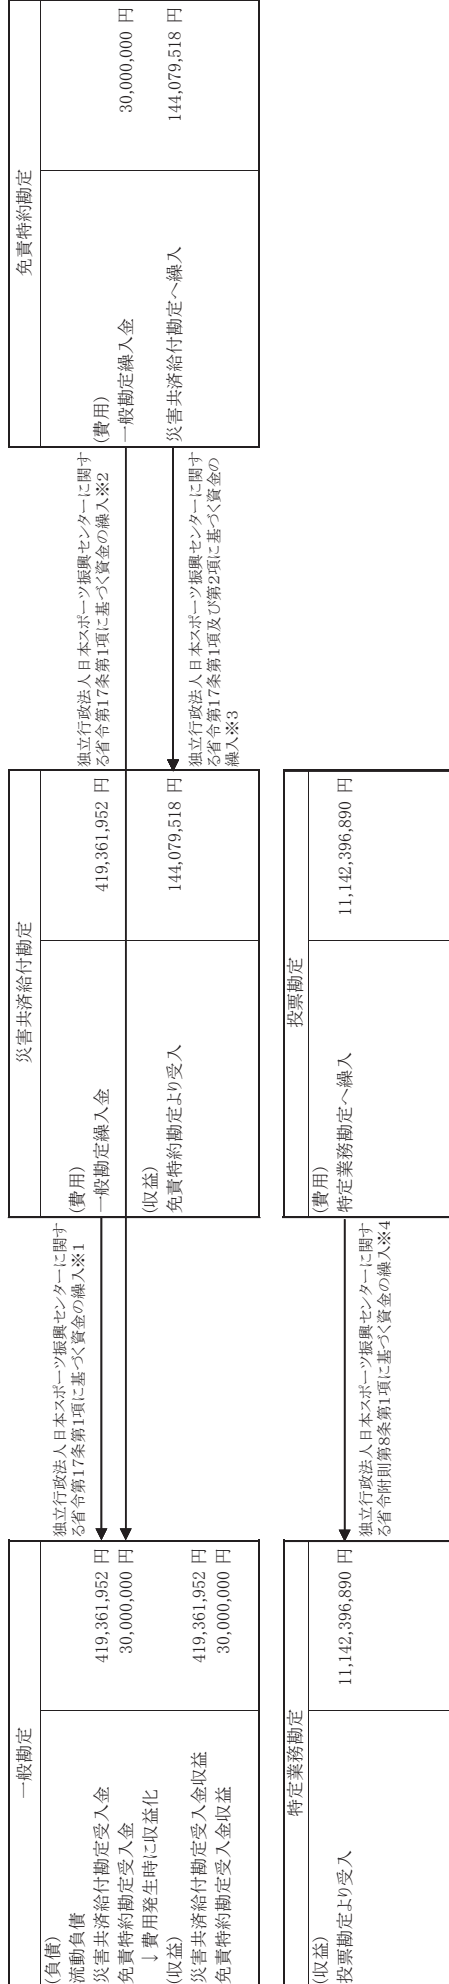 一般勘定
(負債)
流動負債
災害共済給付勘定受入金 419,361,952 円
免責特約勘定受入金 30,000,000 円
↓費用発生時に収益化
(収益)
災害共済給付勘定受入金収益 419,361,952 円
免責特約勘定受入金収益 30,000,000 円
独立行政法人日本スポーツ振興センターに関す
る省令第17条第1項に基づく資金の繰入※1
災害共済給付勘定
(費用)
一般勘定繰入金 419,361,952 円
(収益)
免責特約勘定より受入 144,079,518 円
独立行政法人日本スポーツ振興センターに関す
る省令第17条第1項に基づく資金の繰入※2
独立行政法人日本スポーツ振興センターに関す
る省令第17条第1項及び第2項に基づく資金の
繰入※3
免責特約勘定
(費用)
一般勘定繰入金 30,000,000 円
災害共済給付勘定へ繰入 144,079,518 円
特定業務勘定
(収益)
投票勘定より受入 11,142,396,890 円
独立行政法人日本スポーツ振興センターに関す
る省令附則第8条第1項に基づく資金の繰入※4
投票勘定
(費用)
特定業務勘定へ繰入 11,142,396,890 円